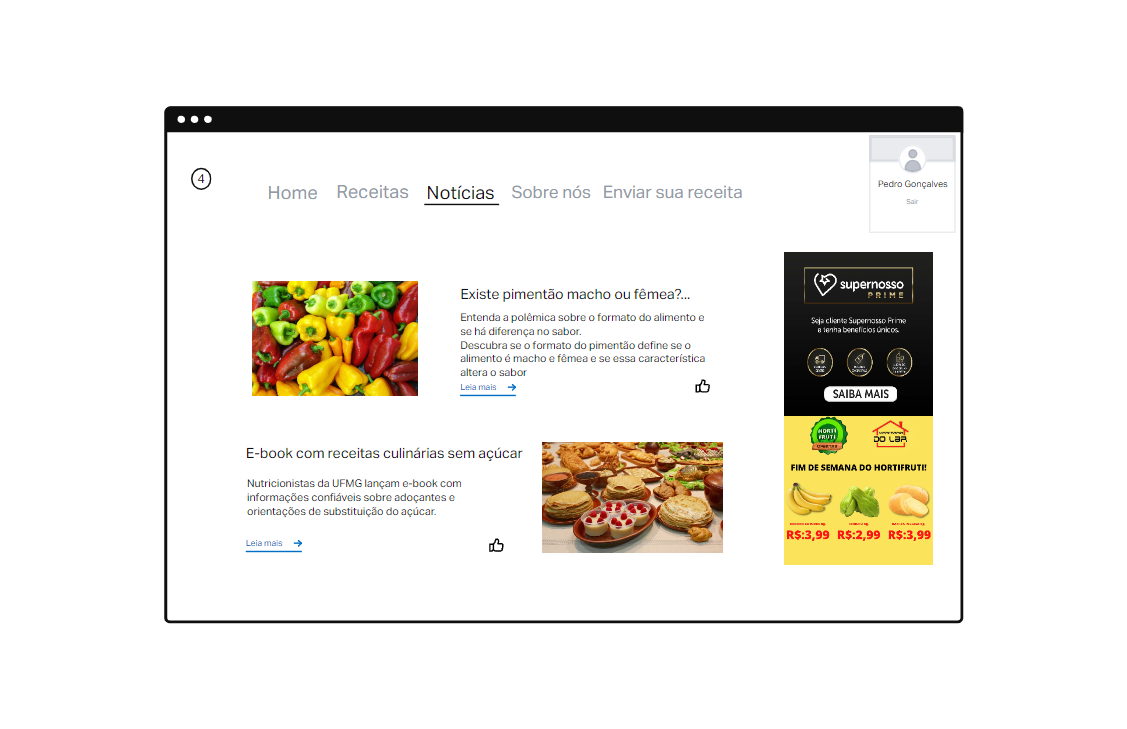 4
Home Receitas Notícias Sobre nós Enviar sua receita
Pedro Gonçalves
Sair
Existe pimentão macho ou fêmea?...
Entenda a polêmica sobre o formato do alimento e
se há diferença no sabor.
Descubra se o formato do pimentão define se o
alimento é macho e fêmea e se essa característica
altera o sabor
Leia mais
E-book com receitas culinárias sem açúcar
Nutricionistas da UFMG lançam e-book com
informações confiáveis sobre adoçantes e
orientações de substituição do açúcar.
Leia mais
supernosso
PRIME
Seja cliente Supernosso Prime
e tenha benefícios únicos.
SAIBA MAIS
HORTI
FRUTI
DO LAR
FIM DE SEMANA DO HORTIFRUTI!
R$:3,99 R$:2,99 R$:3,99